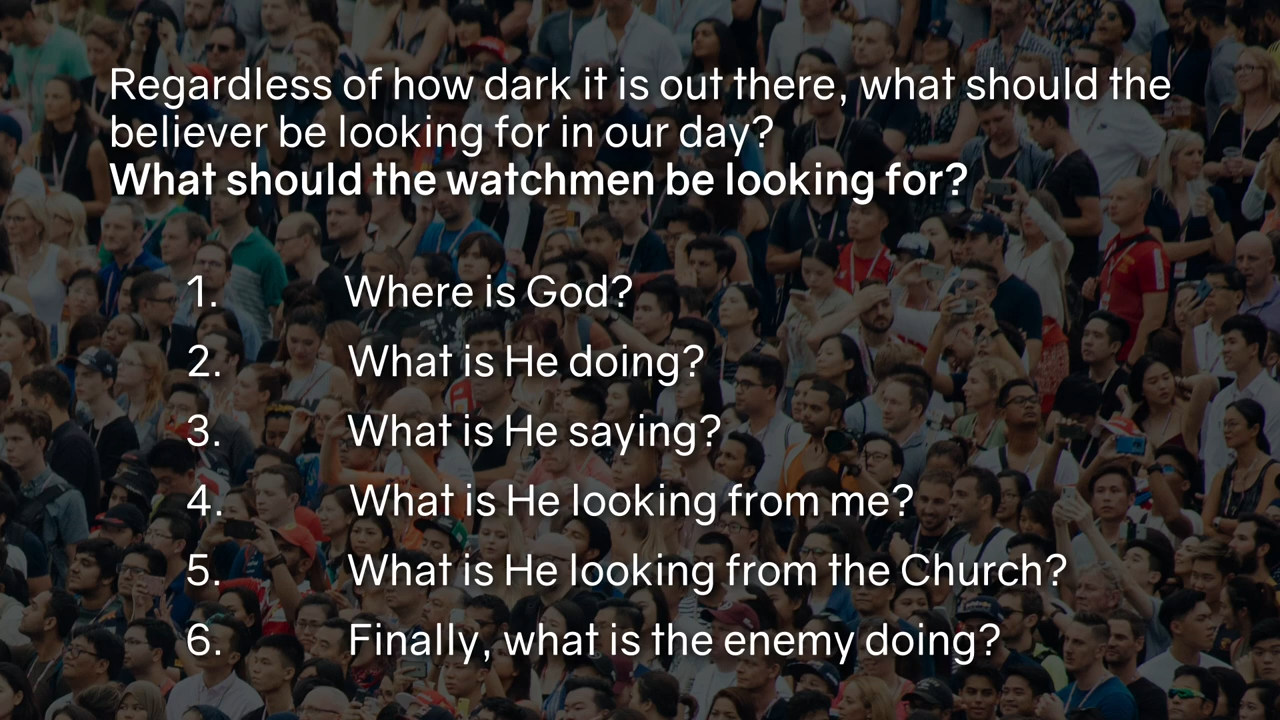 Regardless of how dark it is out there, what should the
believer be looking for in our day?
What should the watchmen be looking for?
1. Where is God?
2. What is He doing?
3. What is He saying?
4. What is He looking from me?
5. What is He looking from the Church?
6. Finally, what is the enemy doing?